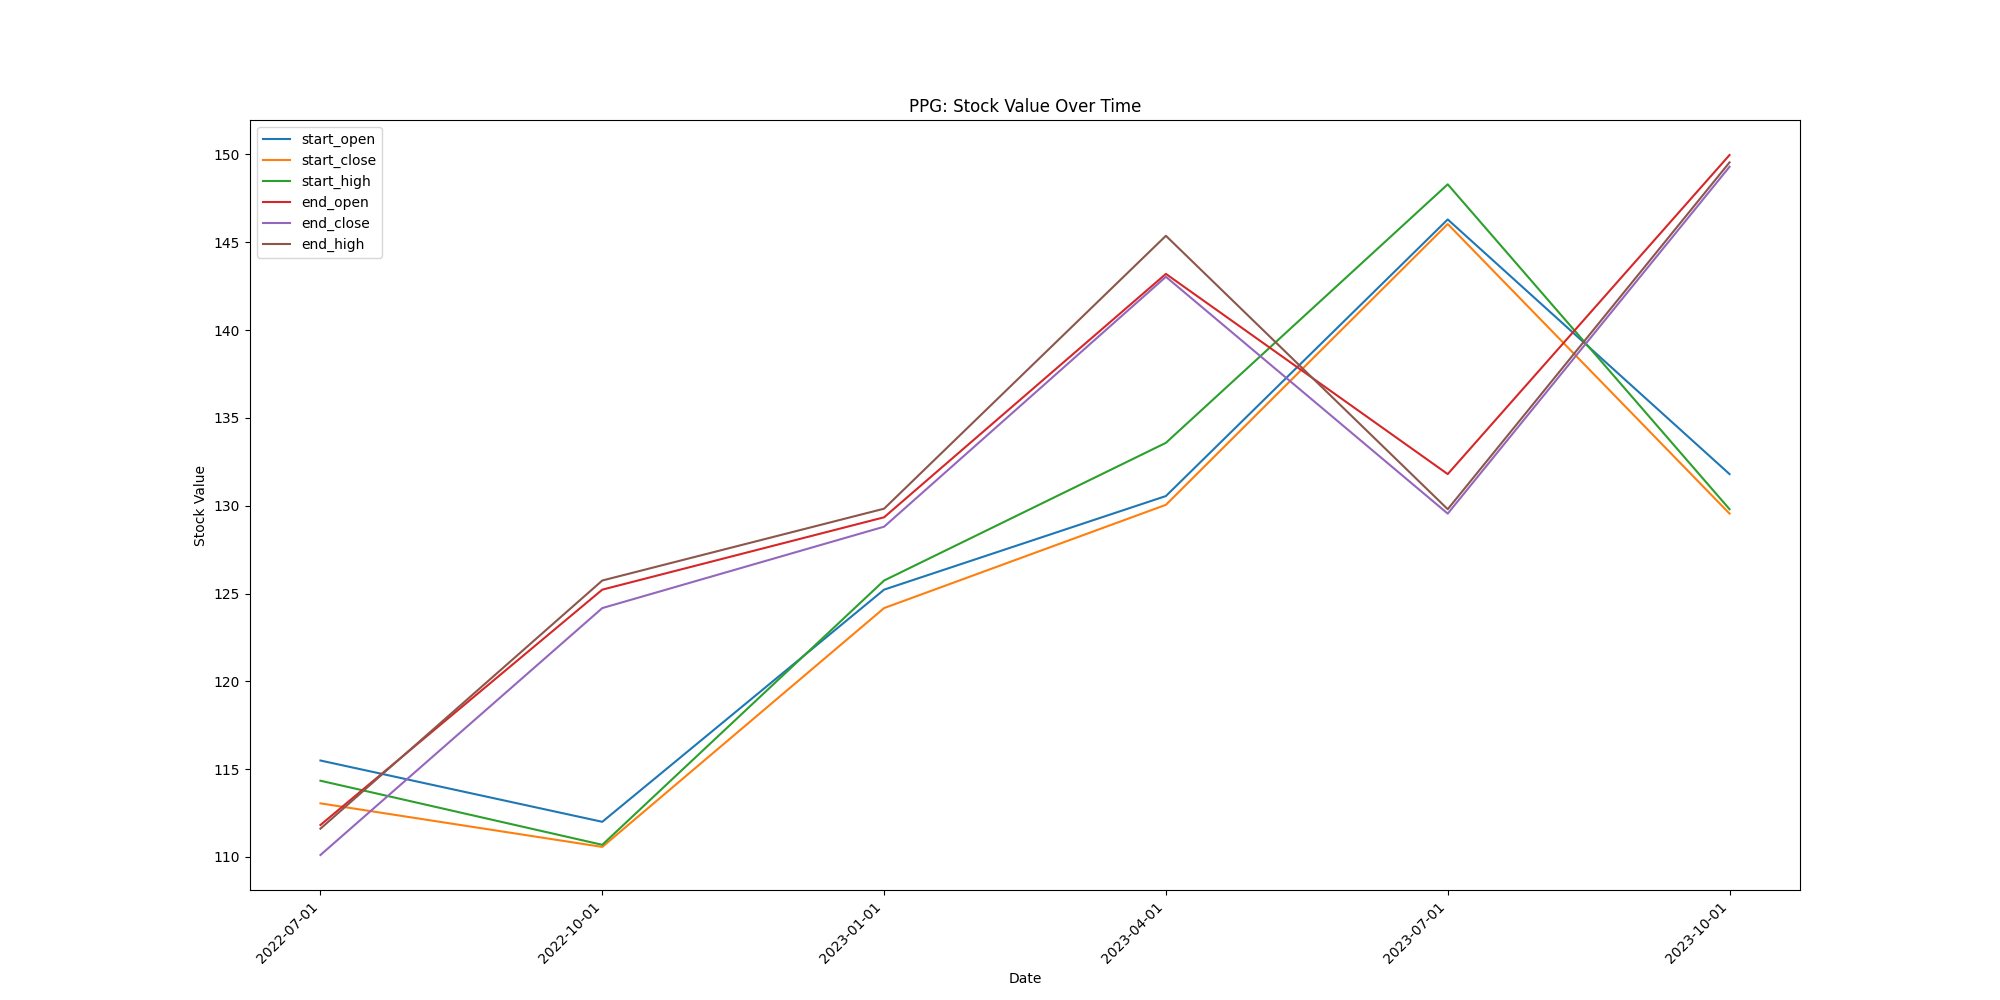 PPG: Stock Value Over Time
start_open
start_close
start_high
end_open
end_close
end_high
150
145
140
135
130
125
120
115
110
Stock Value
2022-07-01
2022-10-01
2023-01-01
2023-04-01
2023-07-01
2023-10-01
Date